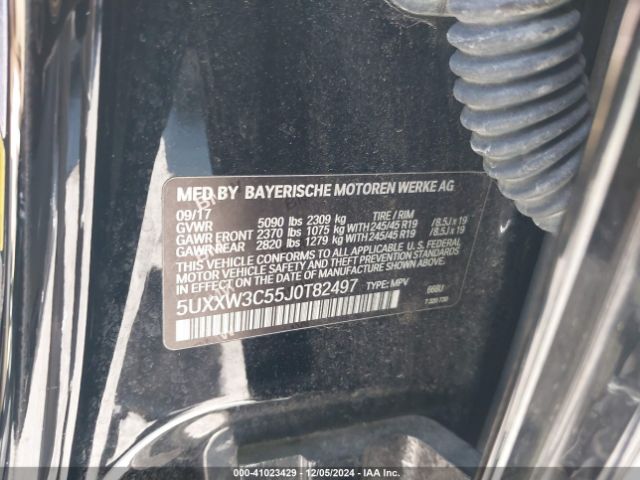 MFD BY BAYERISCHE MOTOREN WERKE AG
09/17
GVWR 5090 lbs 2309 kg TIRE / RIM
GAWR FRONT 2370 lbs 1075 kg WITH 245/45 R19 /8.5J x 19
GAWR REAR 2820 lbs 1279 kg WITH 245/45 R19 /8.5J x 19
THIS VEHICLE CONFORMS TO ALL APPLICABLE U. S. FEDERAL
MOTOR VEHICLE SAFETY AND THEFT PREVENTION STANDARDS
IN EFFECT ON THE DATE OF MANUFACTURE SHOWN ABOVE.
5UXXW3C55J0T82497 TYPE: MPV 668U
000-41023429 - 12/05/2024 - IAA Inc.